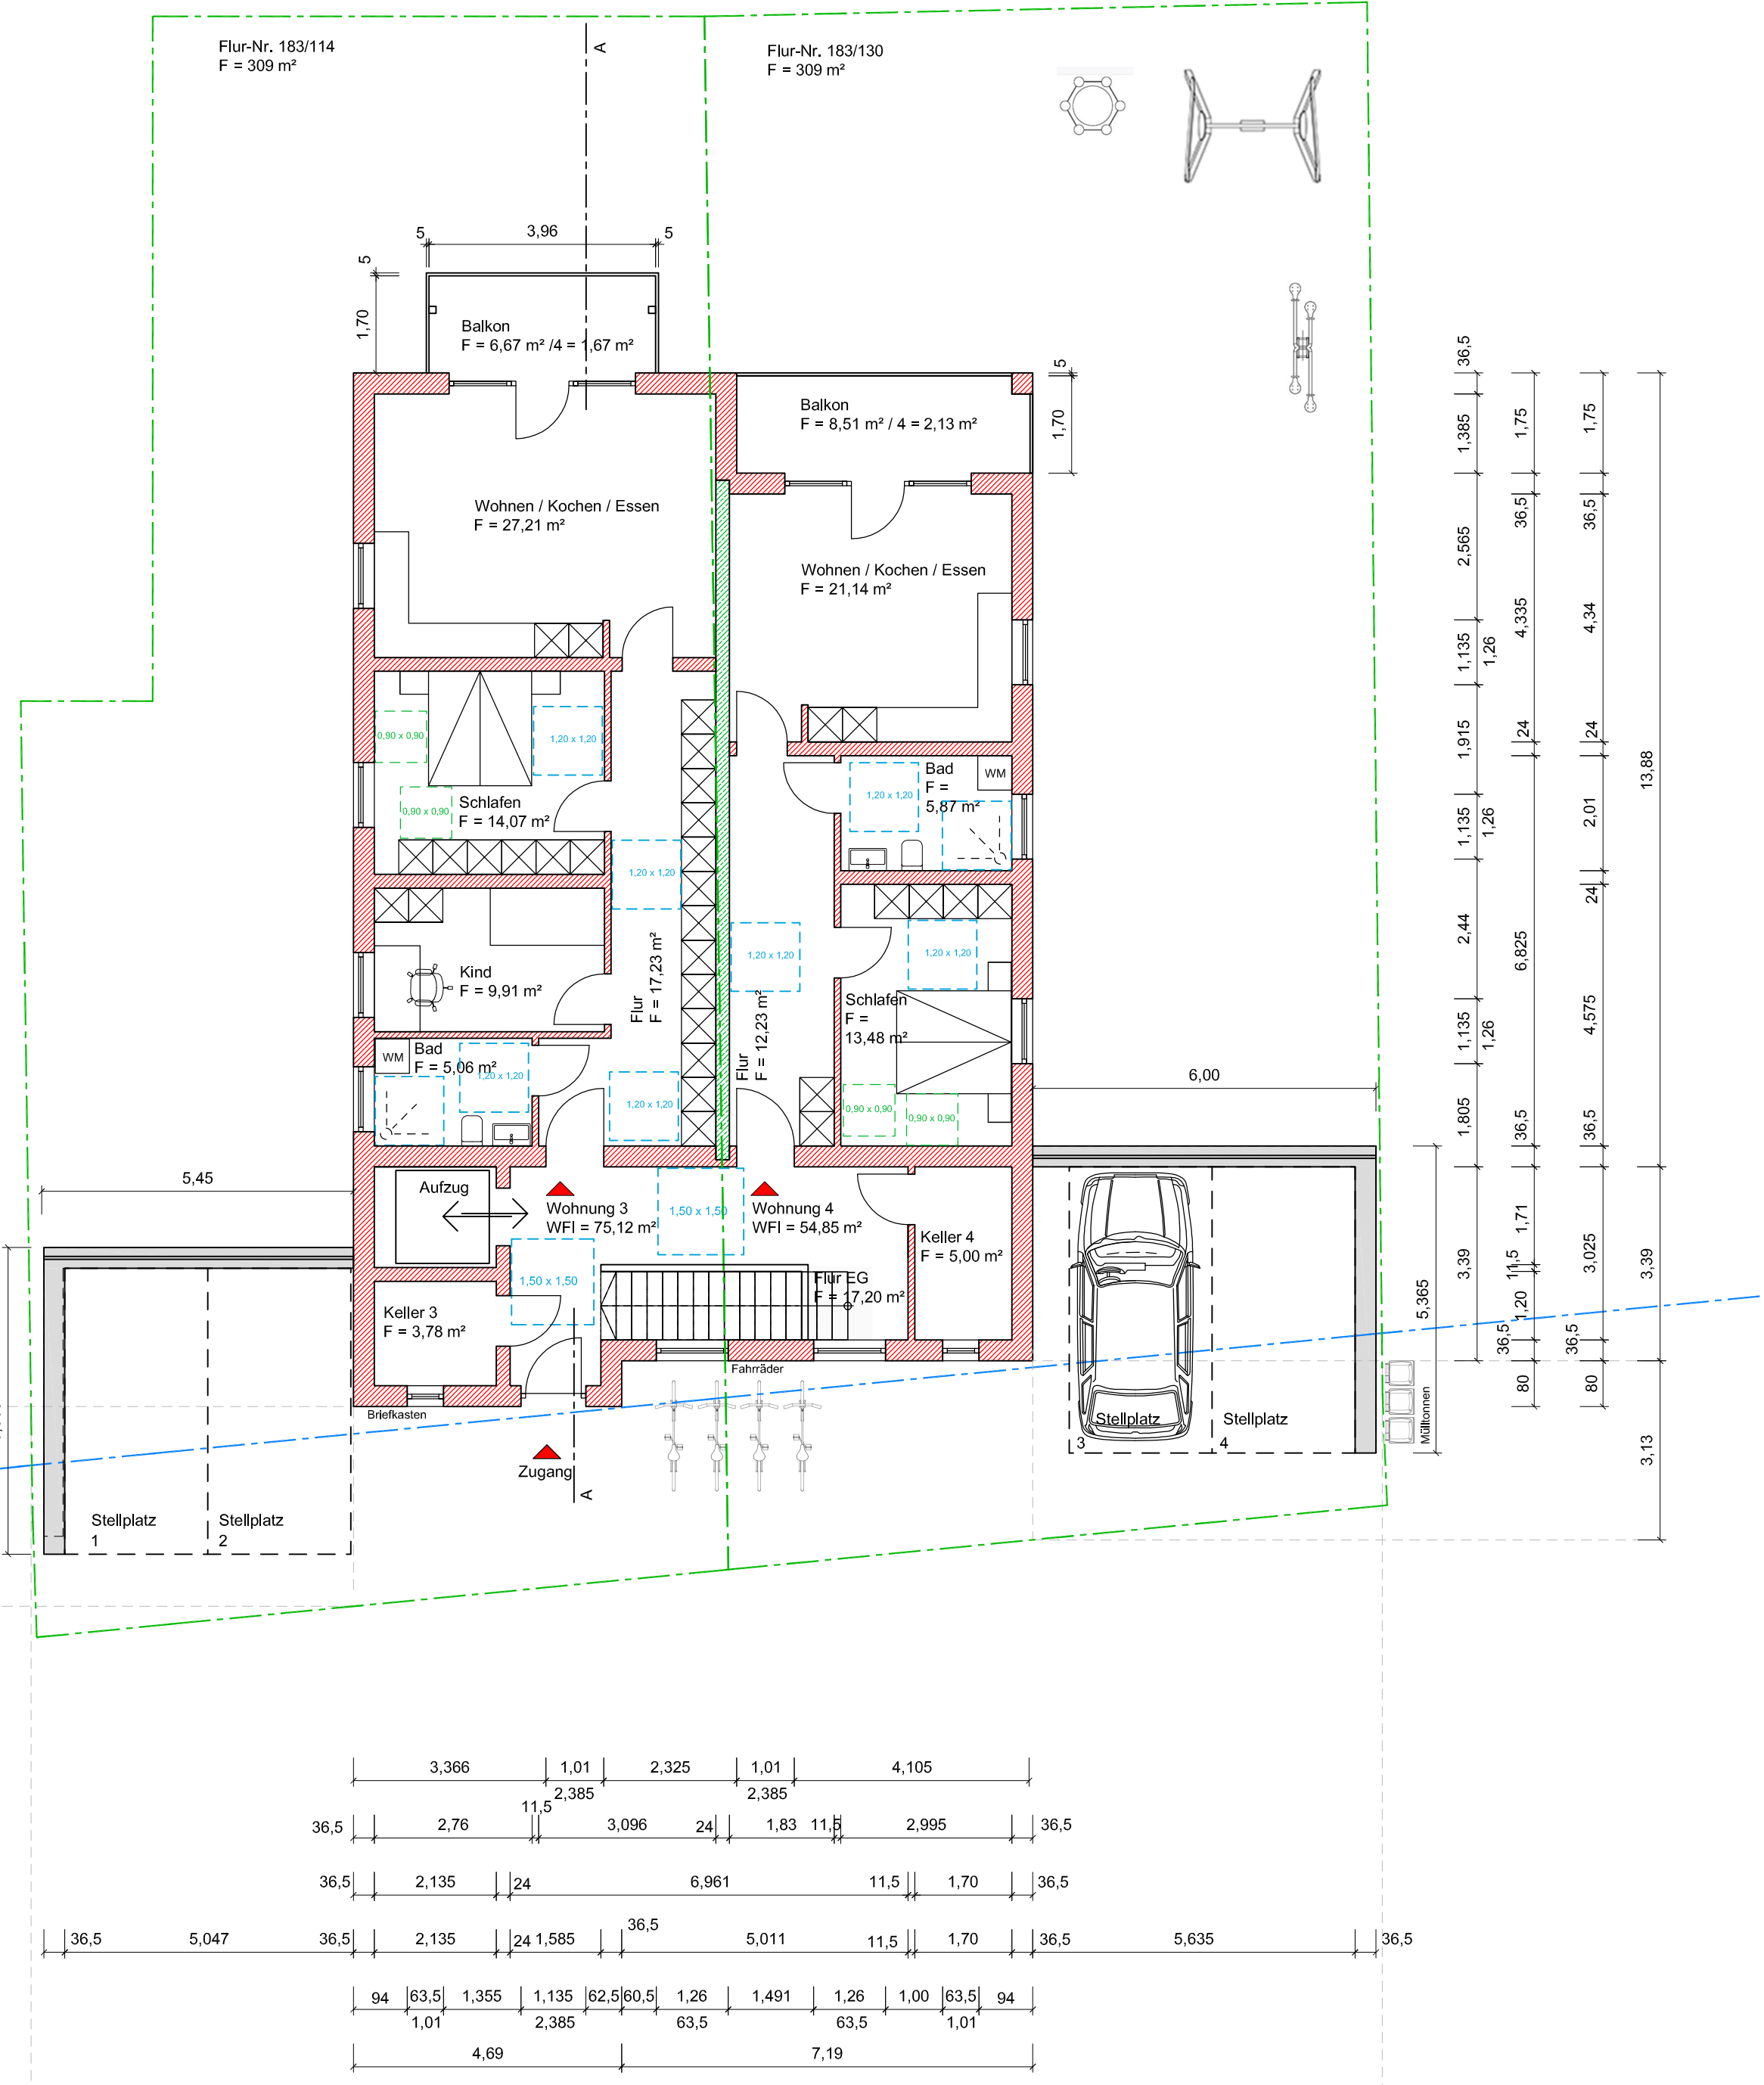 Flur-Nr. 183/114
F = 309 m²
A
Flur-Nr. 183/130
F = 309 m²
5
3,96
5
5
1,70
Balkon
F = 6,67 m² /4 = 1,67 m²
Balkon
F = 8,51 m² / 4 = 2,13 m²
5
1,70
Wohnen / Kochen / Essen
F = 27,21 m²
Wohnen / Kochen / Essen
F = 21,14 m²
0,90 x 0,90
1,20 x 1,20
0,90 x 0,90
Schlafen
F = 14,07 m²
1,20 x 1,20
Bad
F =
5,87 m²
WM
1,20 x 1,20
Kind
F = 9,91 m²
Flur
F = 17,23 m²
1,20 x 1,20
1,20 x 1,20
Schlafen
F =
13,48 m²
Flur
F = 12,23 m²
WM
Bad
F = 5,06 m²
1,20 x 1,20
1,20 x 1,20
0,90 x 0,90
0,90 x 0,90
6,00
5,45
Aufzug
Wohnung 3
WFl = 75,12 m²
1,50 x 1,50
Wohnung 4
WFl = 54,85 m²
Keller 4
F = 5,00 m²
1,50 x 1,50
Flur EG
F = 17,20 m²
Keller 3
F = 3,78 m²
5,365
Fahrräder
Briefkasten
Zugang
A
Stellplatz
3
Stellplatz
4
Mülltonnen
Stellplatz
1
Stellplatz
2
36,5
1,385
2,565
1,135
1,26
1,915
1,135
1,26
2,44
1,135
1,26
1,805
3,39
1,75
36,5
4,335
24
6,825
36,5
1,71
11,5
1,20
36,5
80
1,75
36,5
4,34
24
2,01
24
4,575
36,5
3,025
36,5
80
13,88
3,39
3,13
3,366
1,01
2,325
1,01
4,105
2,385
2,385
36,5
2,76
11,5
3,096
24
1,83
11,5
2,995
36,5
36,5
2,135
24
6,961
11,5
1,70
36,5
36,5
5,047
36,5
2,135
24
1,585
36,5
5,011
11,5
1,70
36,5
5,635
36,5
94
63,5
1,355
1,135
62,5
60,5
1,26
1,491
1,26
1,00
63,5
94
1,01
2,385
63,5
63,5
1,01
4,69
7,19